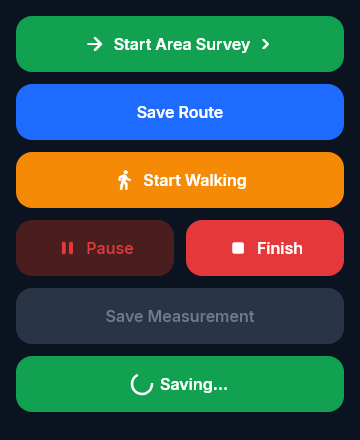 Start Area Survey
Save Route
Start Walking
Pause
Finish
Save Measurement
Saving...